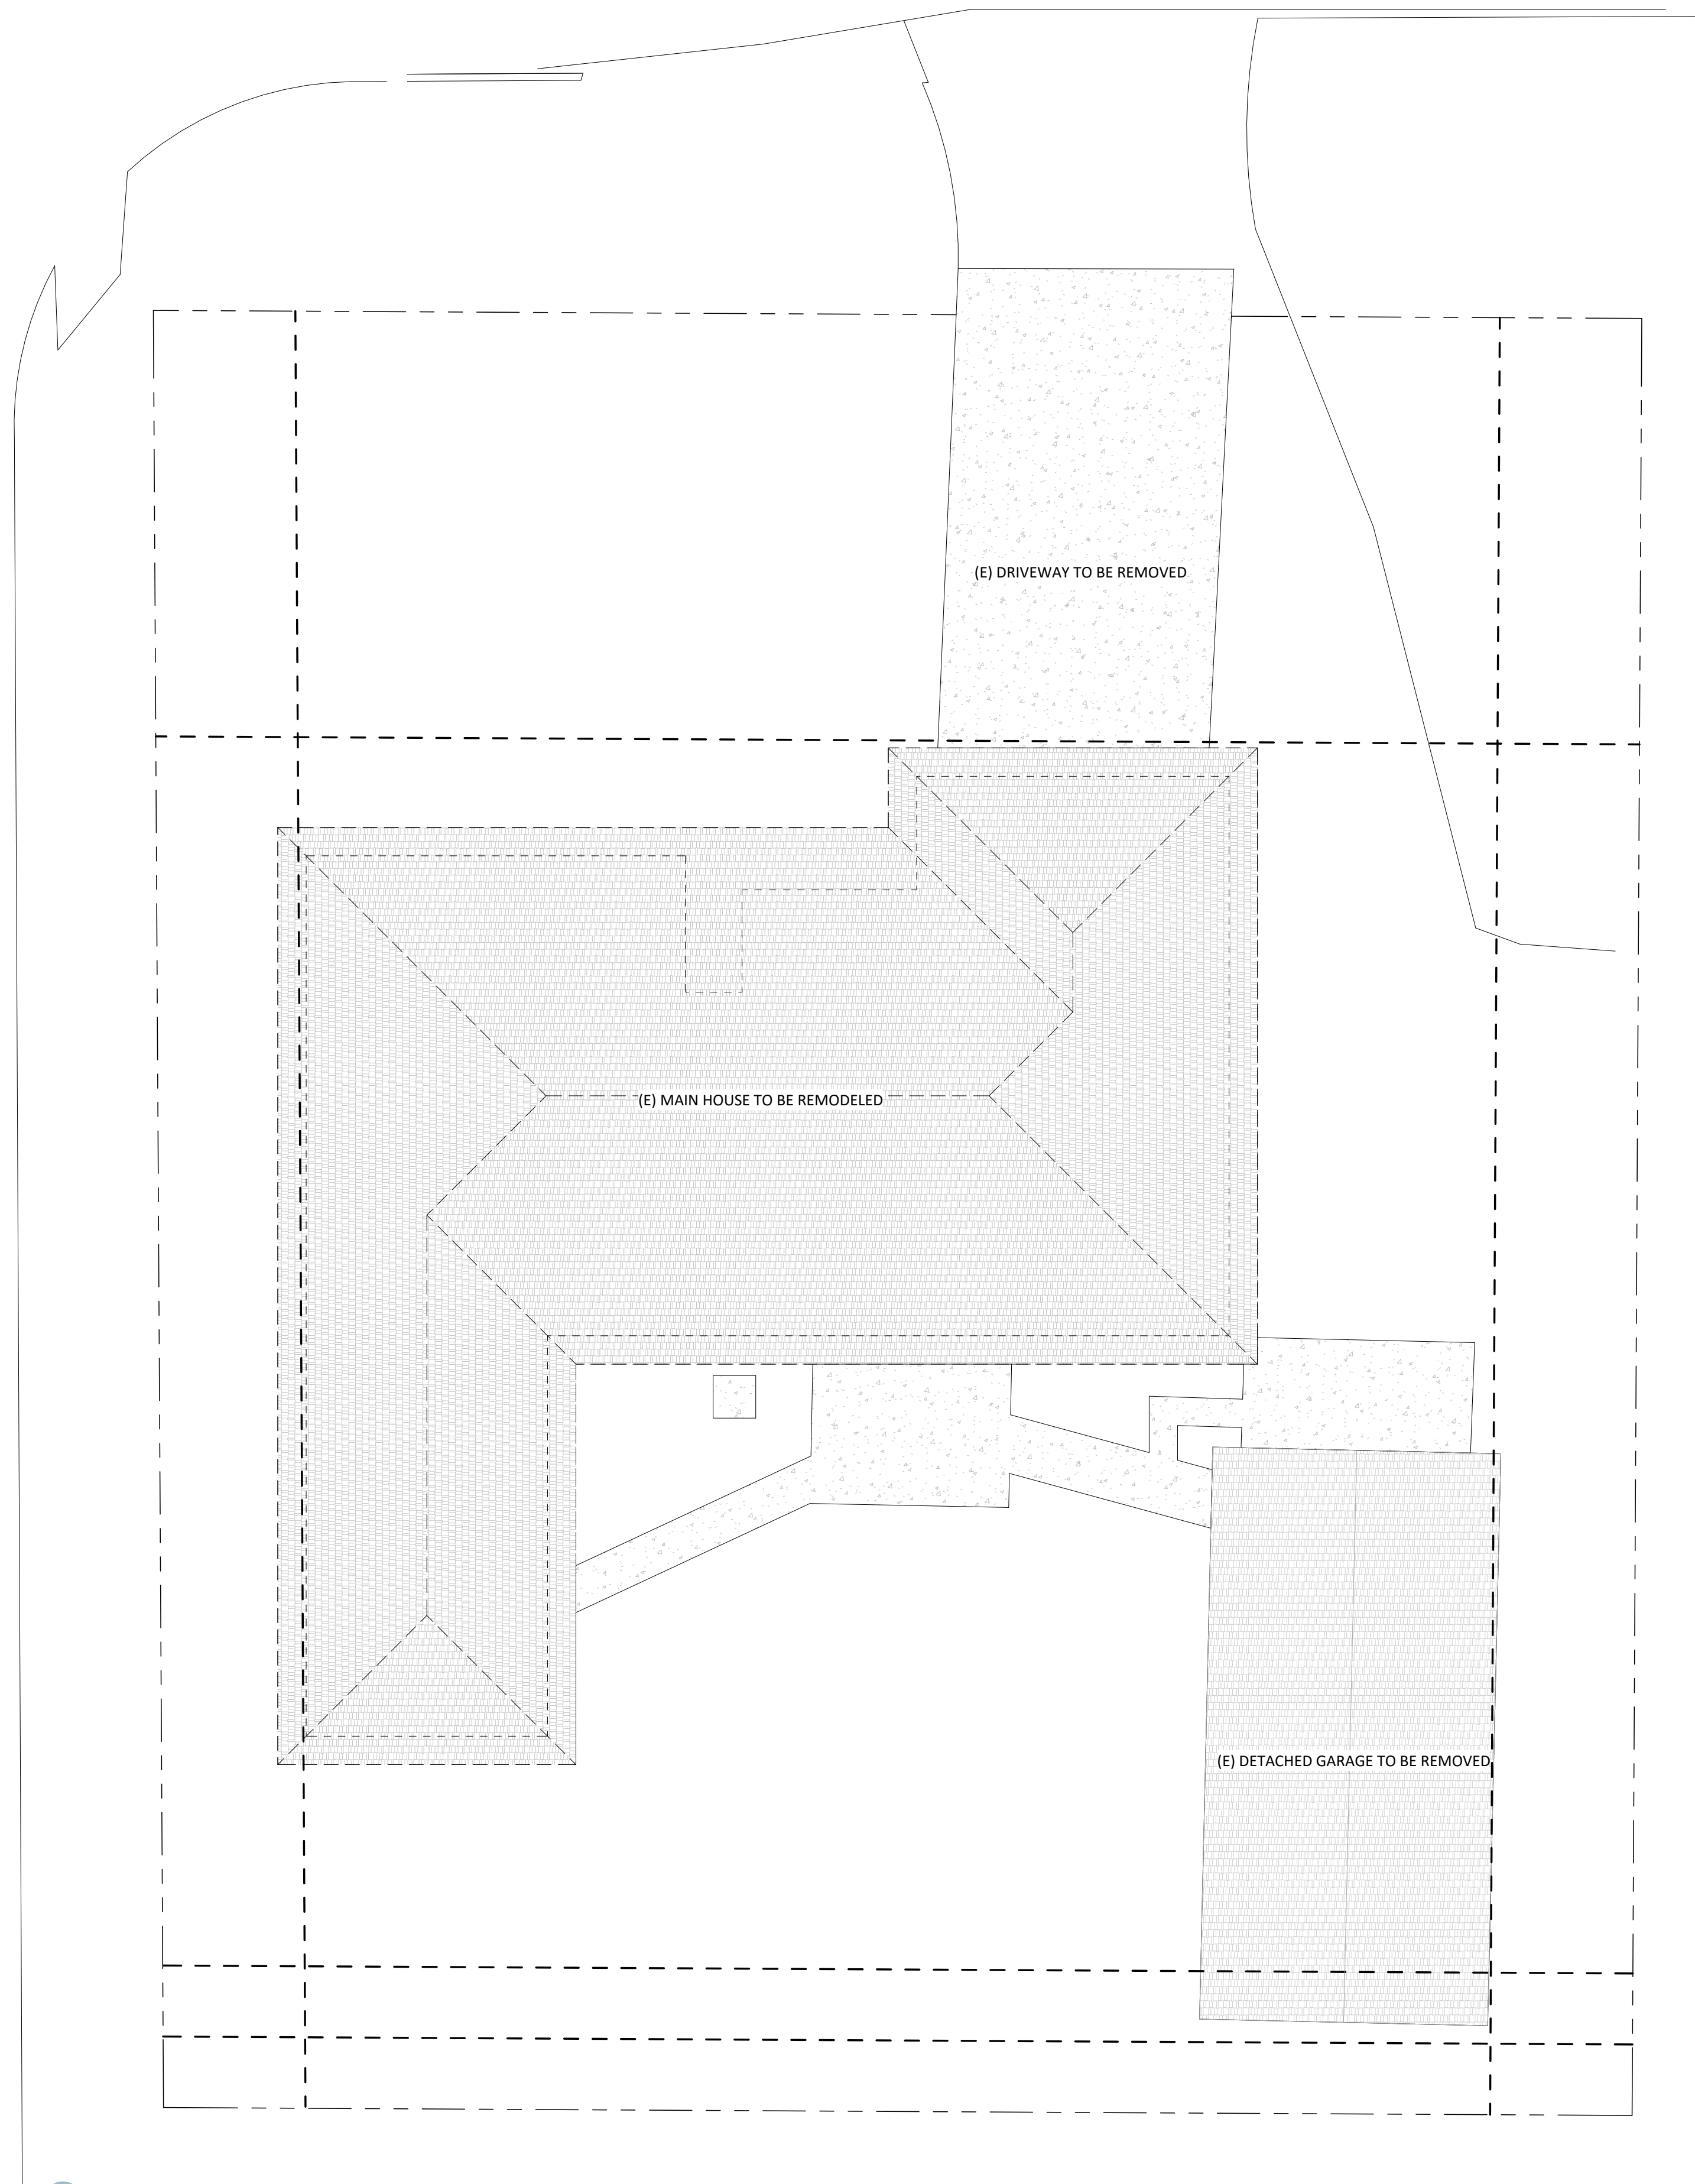 (E) DRIVEWAY TO BE REMOVED
(E) MAIN HOUSE TO BE REMODELED
(E) DETACHED GARAGE TO BE REMOVED